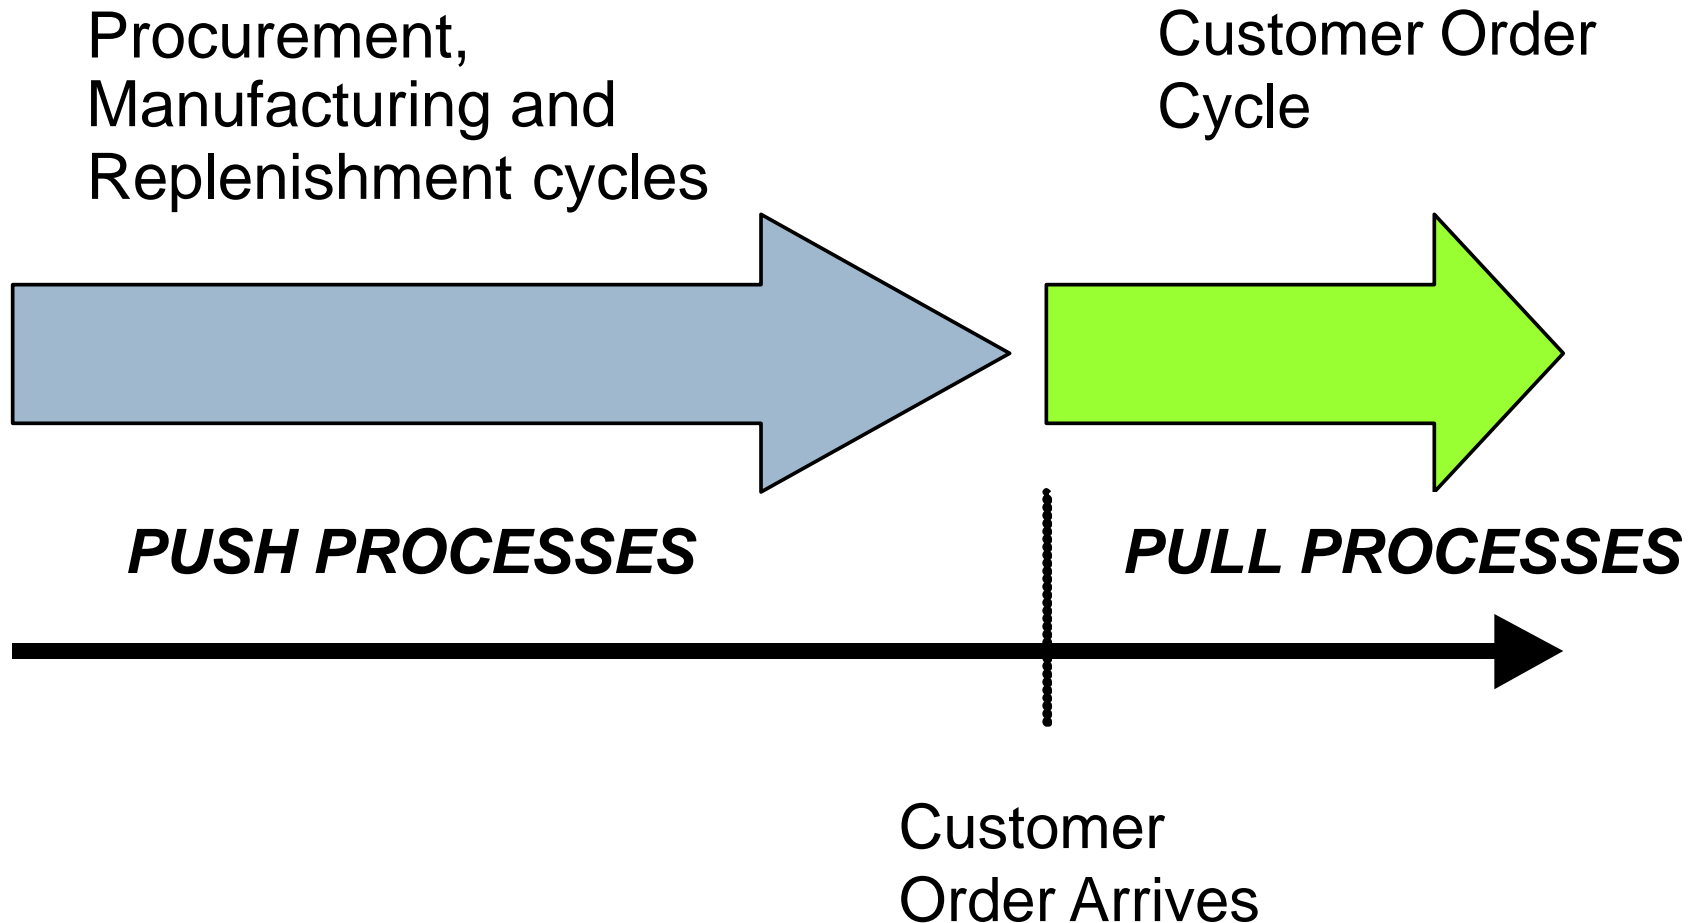 Procurement,
Manufacturing and
Replenishment cycles
Customer Order
Cycle
PUSH PROCESSES
PULL PROCESSES
Customer
Order Arrives